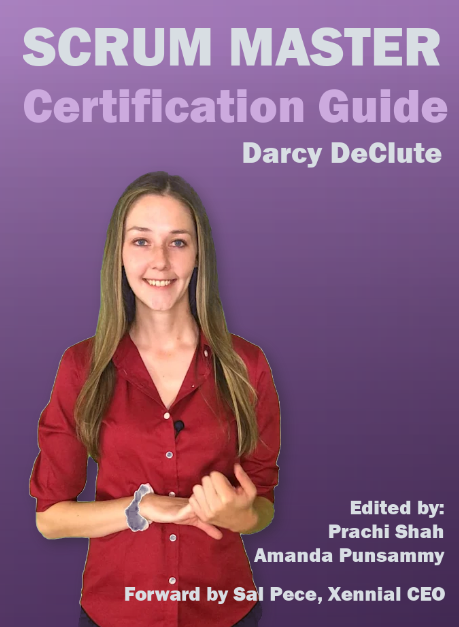 SCRUM MASTER
Certification Guide
Darcy DeClute
Edited by:
Prachi Shah
Amanda Punsammy
Forward by Sal Pece, Xennial CEO